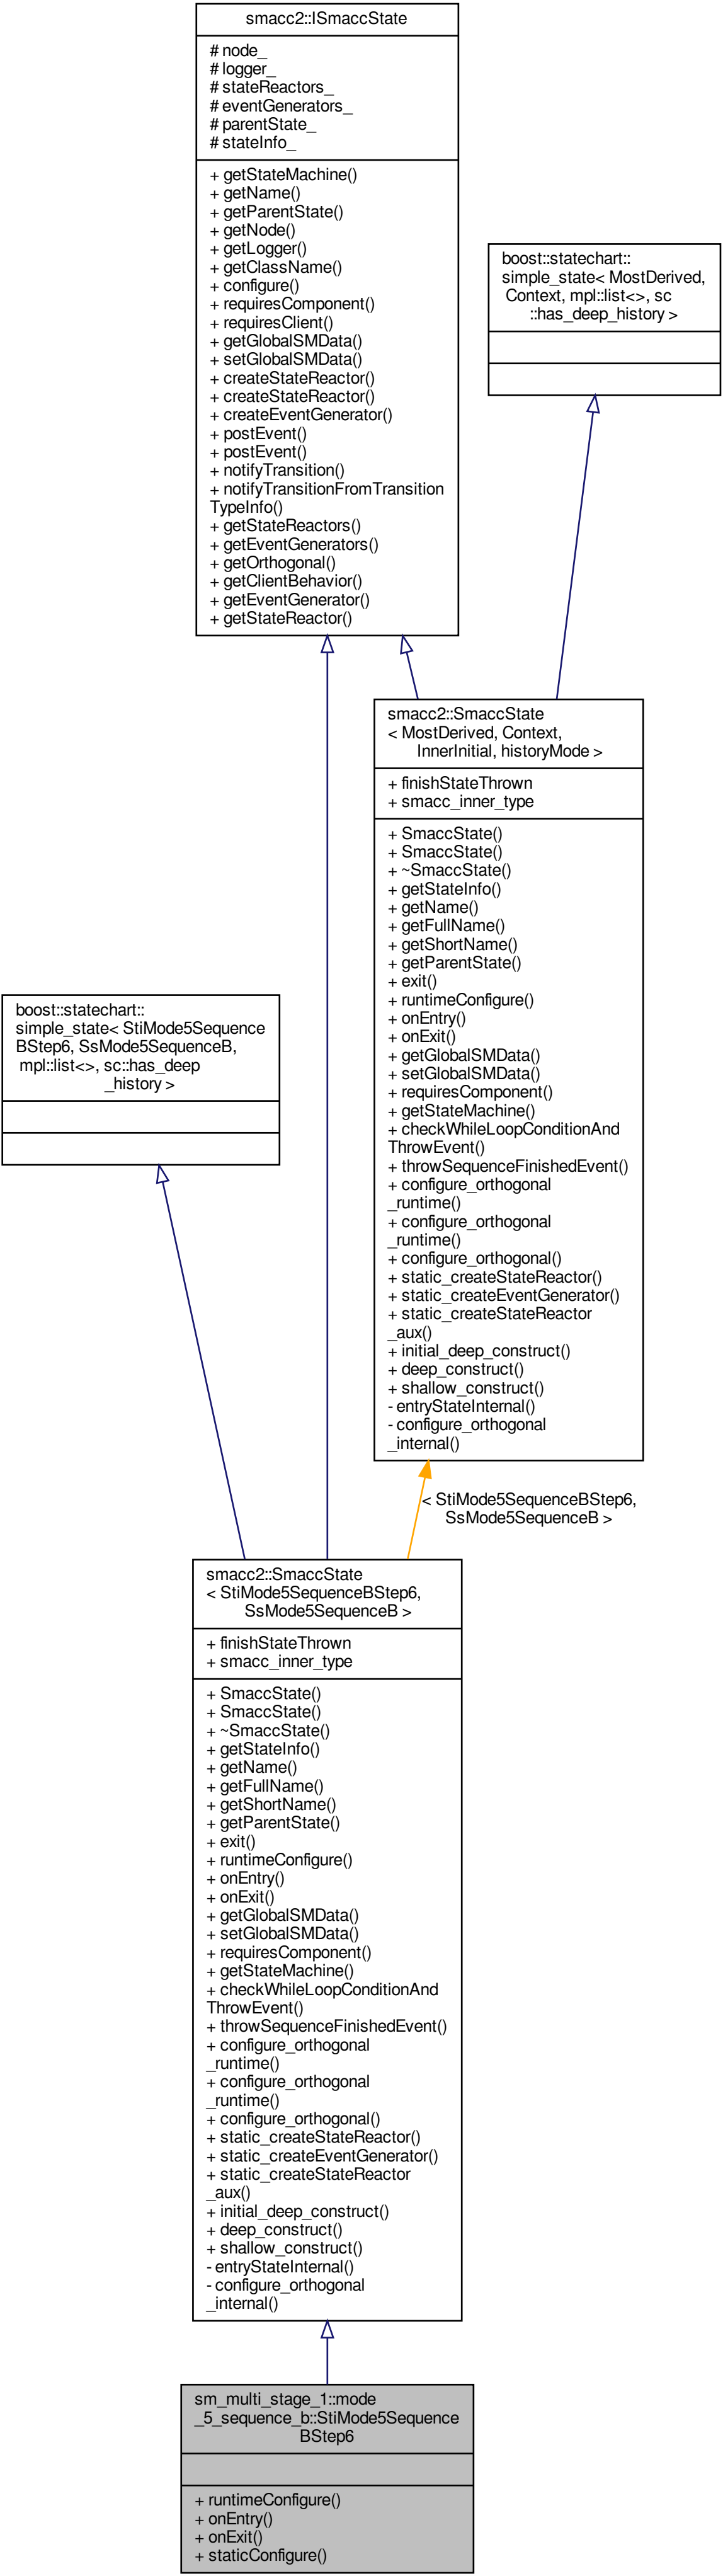 smacc2::ISmaccState
# node_
# logger_
# stateReactors_
# eventGenerators_
# parentState_
# stateInfo_
+ getStateMachine()
+ getName()
+ getParentState()
+ getNode()
+ getLogger()
+ getClassName()
+ configure()
+ requiresComponent()
+ requiresClient()
+ getGlobalSMData()
+ setGlobalSMData()
+ createStateReactor()
+ createStateReactor()
+ createEventGenerator()
+ postEvent()
+ postEvent()
+ notifyTransition()
+ notifyTransitionFromTransition
TypeInfo()
+ getStateReactors()
+ getEventGenerators()
+ getOrthogonal()
+ getClientBehavior()
+ getEventGenerator()
+ getStateReactor()
boost::statechart::
simple_state< MostDerived,
Context, mpl::list<>, sc
::has_deep_history >
smacc2::SmaccState
< MostDerived, Context,
InnerInitial, historyMode >
+ finishStateThrown
+ smacc_inner_type
+ SmaccState()
+ SmaccState()
+ ~SmaccState()
+ getStateInfo()
+ getName()
+ getFullName()
+ getShortName()
+ getParentState()
+ exit()
+ runtimeConfigure()
+ onEntry()
+ onExit()
+ getGlobalSMData()
+ setGlobalSMData()
+ requiresComponent()
+ getStateMachine()
+ checkWhileLoopConditionAnd
ThrowEvent()
+ throwSequenceFinishedEvent()
+ configure_orthogonal
_runtime()
+ configure_orthogonal
_runtime()
+ configure_orthogonal()
+ static_createStateReactor()
+ static_createEventGenerator()
+ static_createStateReactor
_aux()
+ initial_deep_construct()
+ deep_construct()
+ shallow_construct()
- entryStateInternal()
- configure_orthogonal
_internal()
boost::statechart::
simple_state< StiMode5Sequence
BStep6, SsMode5SequenceB,
mpl::list<>, sc::has_deep
_history >
< StiMode5SequenceBStep6,
SsMode5SequenceB >
smacc2::SmaccState
< StiMode5SequenceBStep6,
SsMode5SequenceB >
+ finishStateThrown
+ smacc_inner_type
+ SmaccState()
+ SmaccState()
+ ~SmaccState()
+ getStateInfo()
+ getName()
+ getFullName()
+ getShortName()
+ getParentState()
+ exit()
+ runtimeConfigure()
+ onEntry()
+ onExit()
+ getGlobalSMData()
+ setGlobalSMData()
+ requiresComponent()
+ getStateMachine()
+ checkWhileLoopConditionAnd
ThrowEvent()
+ throwSequenceFinishedEvent()
+ configure_orthogonal
_runtime()
+ configure_orthogonal
_runtime()
+ configure_orthogonal()
+ static_createStateReactor()
+ static_createEventGenerator()
+ static_createStateReactor
_aux()
+ initial_deep_construct()
+ deep_construct()
+ shallow_construct()
- entryStateInternal()
- configure_orthogonal
_internal()
sm_multi_stage_1::mode
_5_sequence_b::StiMode5Sequence
BStep6
+ runtimeConfigure()
+ onEntry()
+ onExit()
+ staticConfigure()